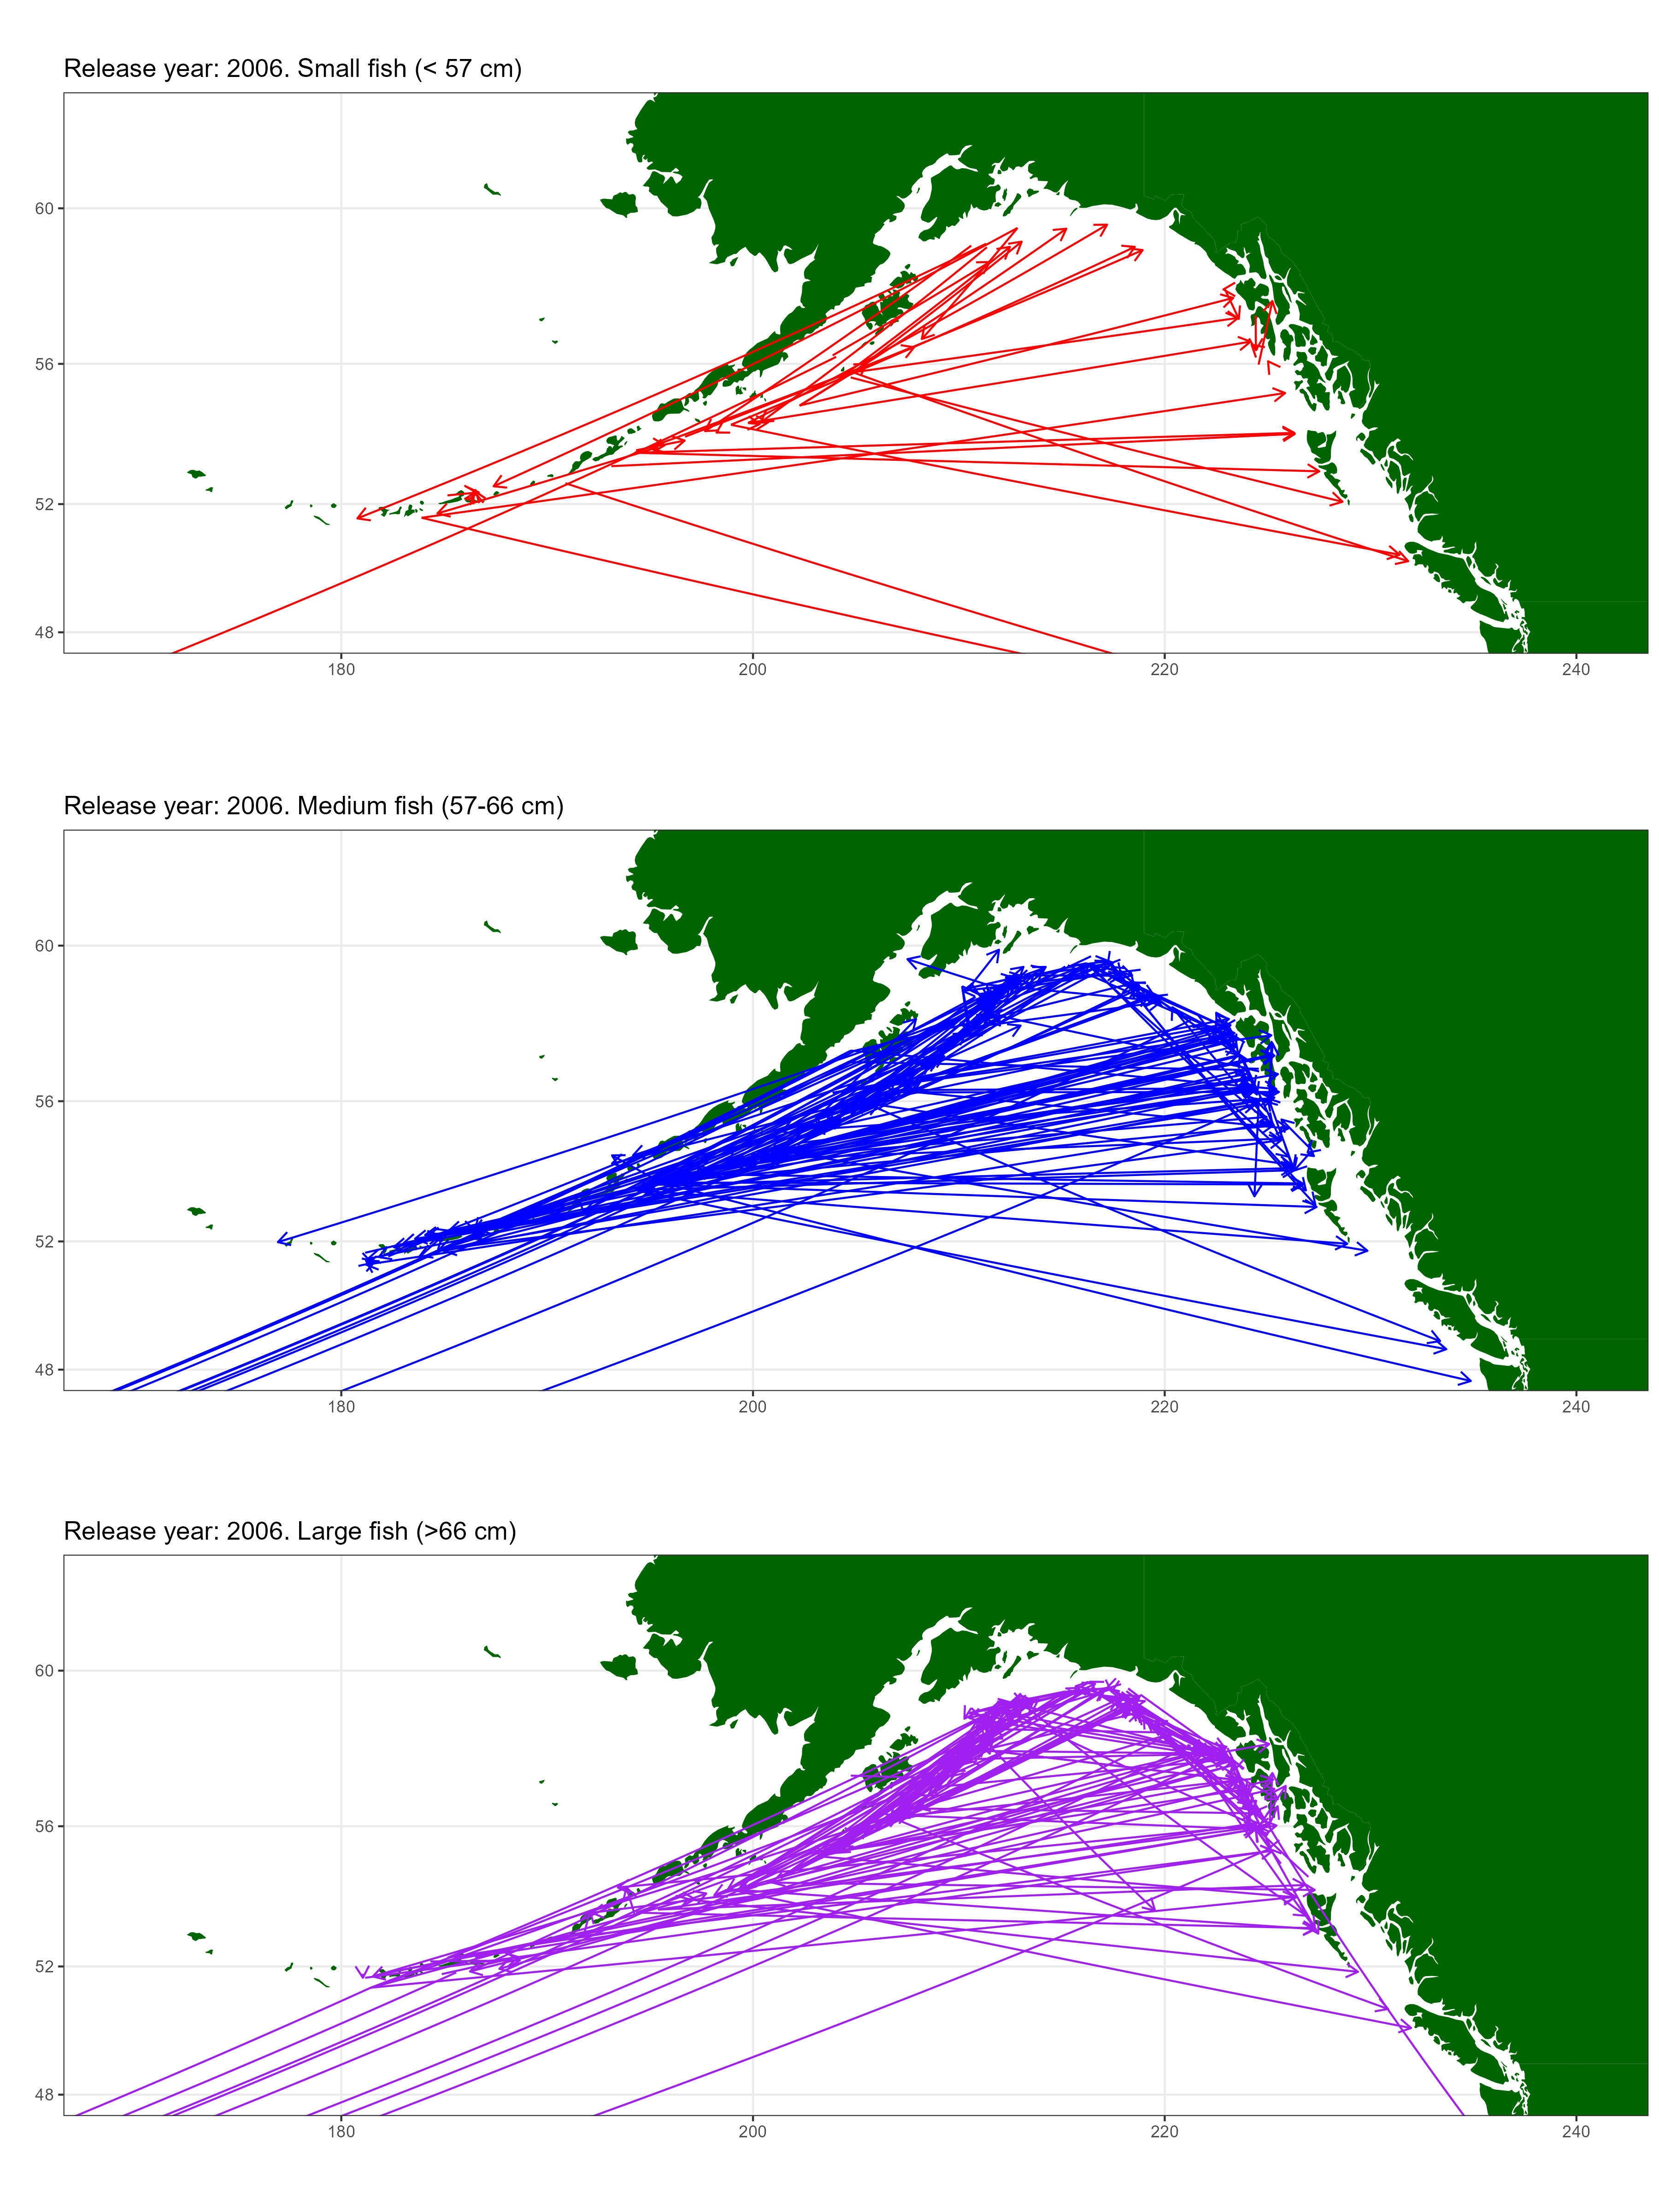 Release year: 2006. Small fish (< 57 cm)
60
56
52
48
180 200 220 240
Release year: 2006. Medium fish (57-66 cm)
60
56
52
48
180 200 220 240
Release year: 2006. Large fish (>66 cm)
60
56
52
48
180 200 220 240